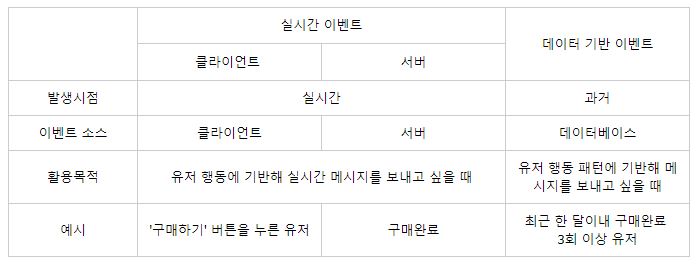 실시간 이벤트
데이터 기반 이벤트
클라이언트
서버
발생시점
실시간
과거
이벤트 소스
클라이언트
서버
데이터베이스
활용목적
유저 행동에 기반해 실시간 메시지를 보내고 싶을 때
유저 행동 패턴에 기반해 메
시지를 보내고 싶을 때
예시
'구매하기' 버튼을 누른 유저
구매완료
최근 한 달이내 구매완료
3회 이상 유저